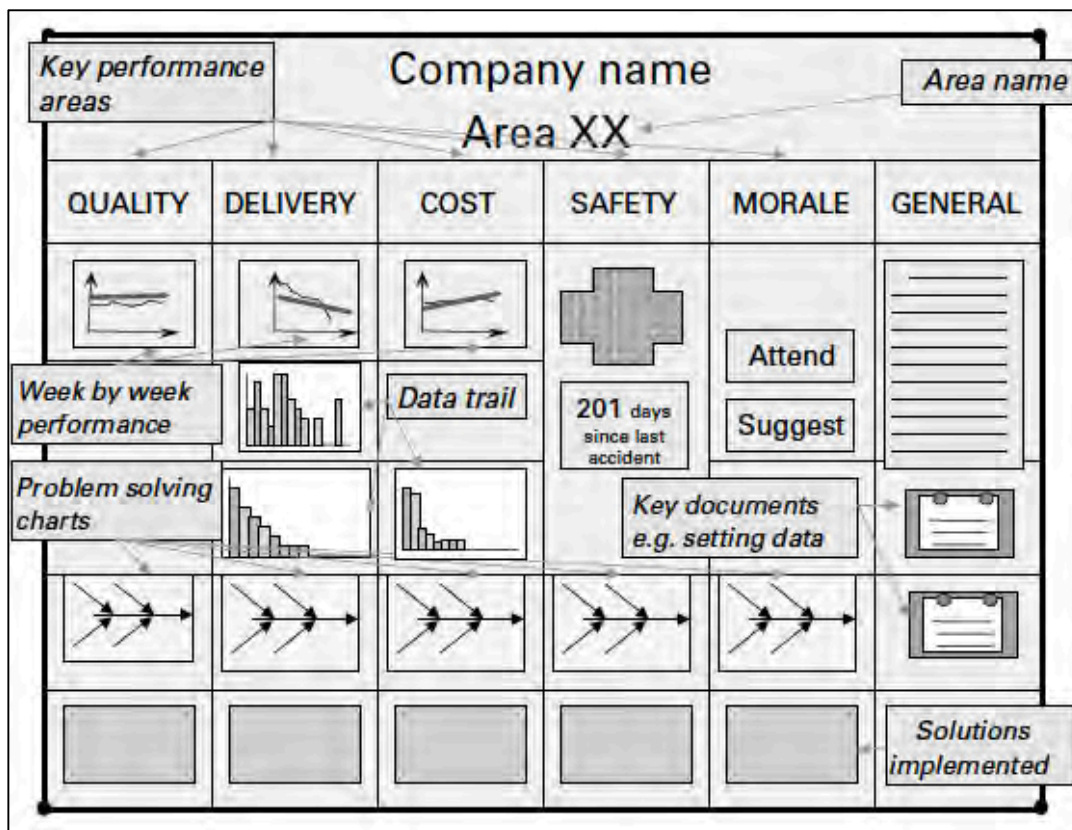 Key performance
areas
Company name
Area name
Area XX
QUALITY
DELIVERY
COST
SAFETY
MORALE
GENERAL
Week by week
performance
Data trail
201 days
since last
accident
Attend
Suggest
Problem solving
charts
Key documents
e.g. setting data
Solutions
implemented